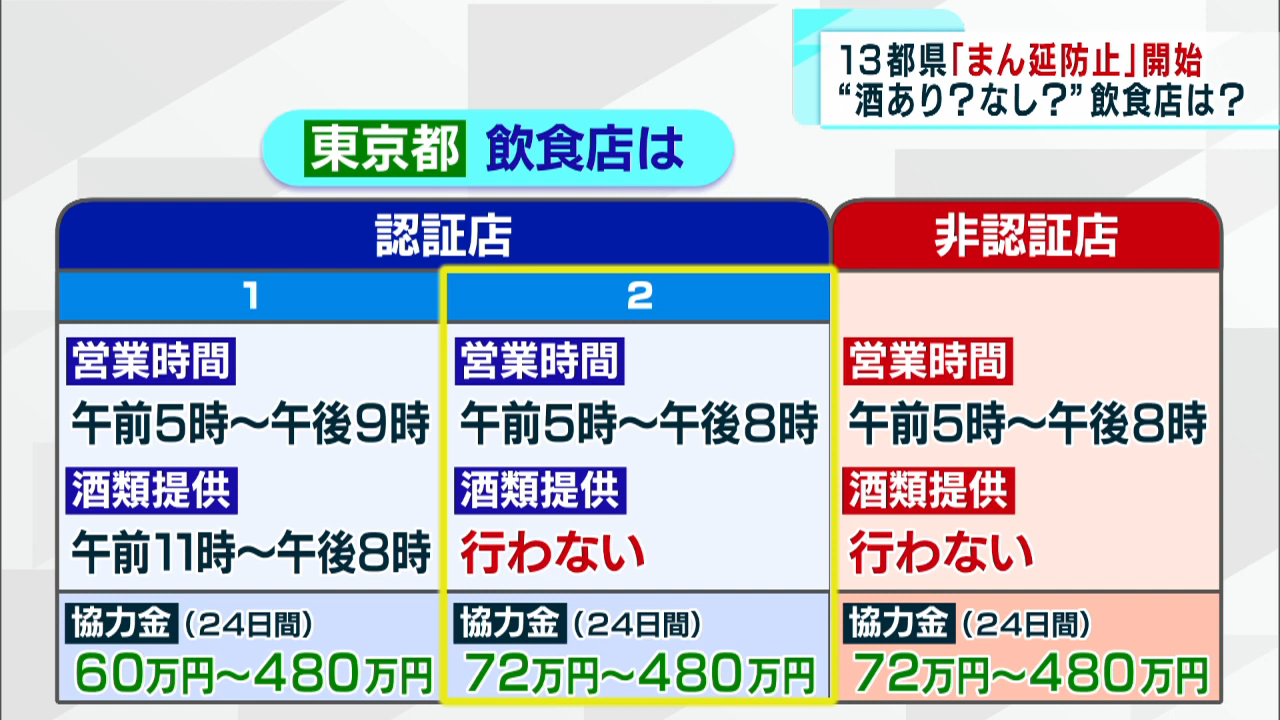 13都県「まん延防止」開始
“酒あり?なし?”飲食店は?
東京都 飲食店は
認証店
非認証店
1
2
営業時間
午前5時~午後9時
酒類提供
午前11時~午後8時
協力金(24日間)
60万円~480万円
営業時間
午前5時~午後8時
酒類提供
行わない
協力金(24日間)
72万円~480万円
営業時間
午前5時~午後8時
酒類提供
行わない
協力金(24日間)
72万円~480万円